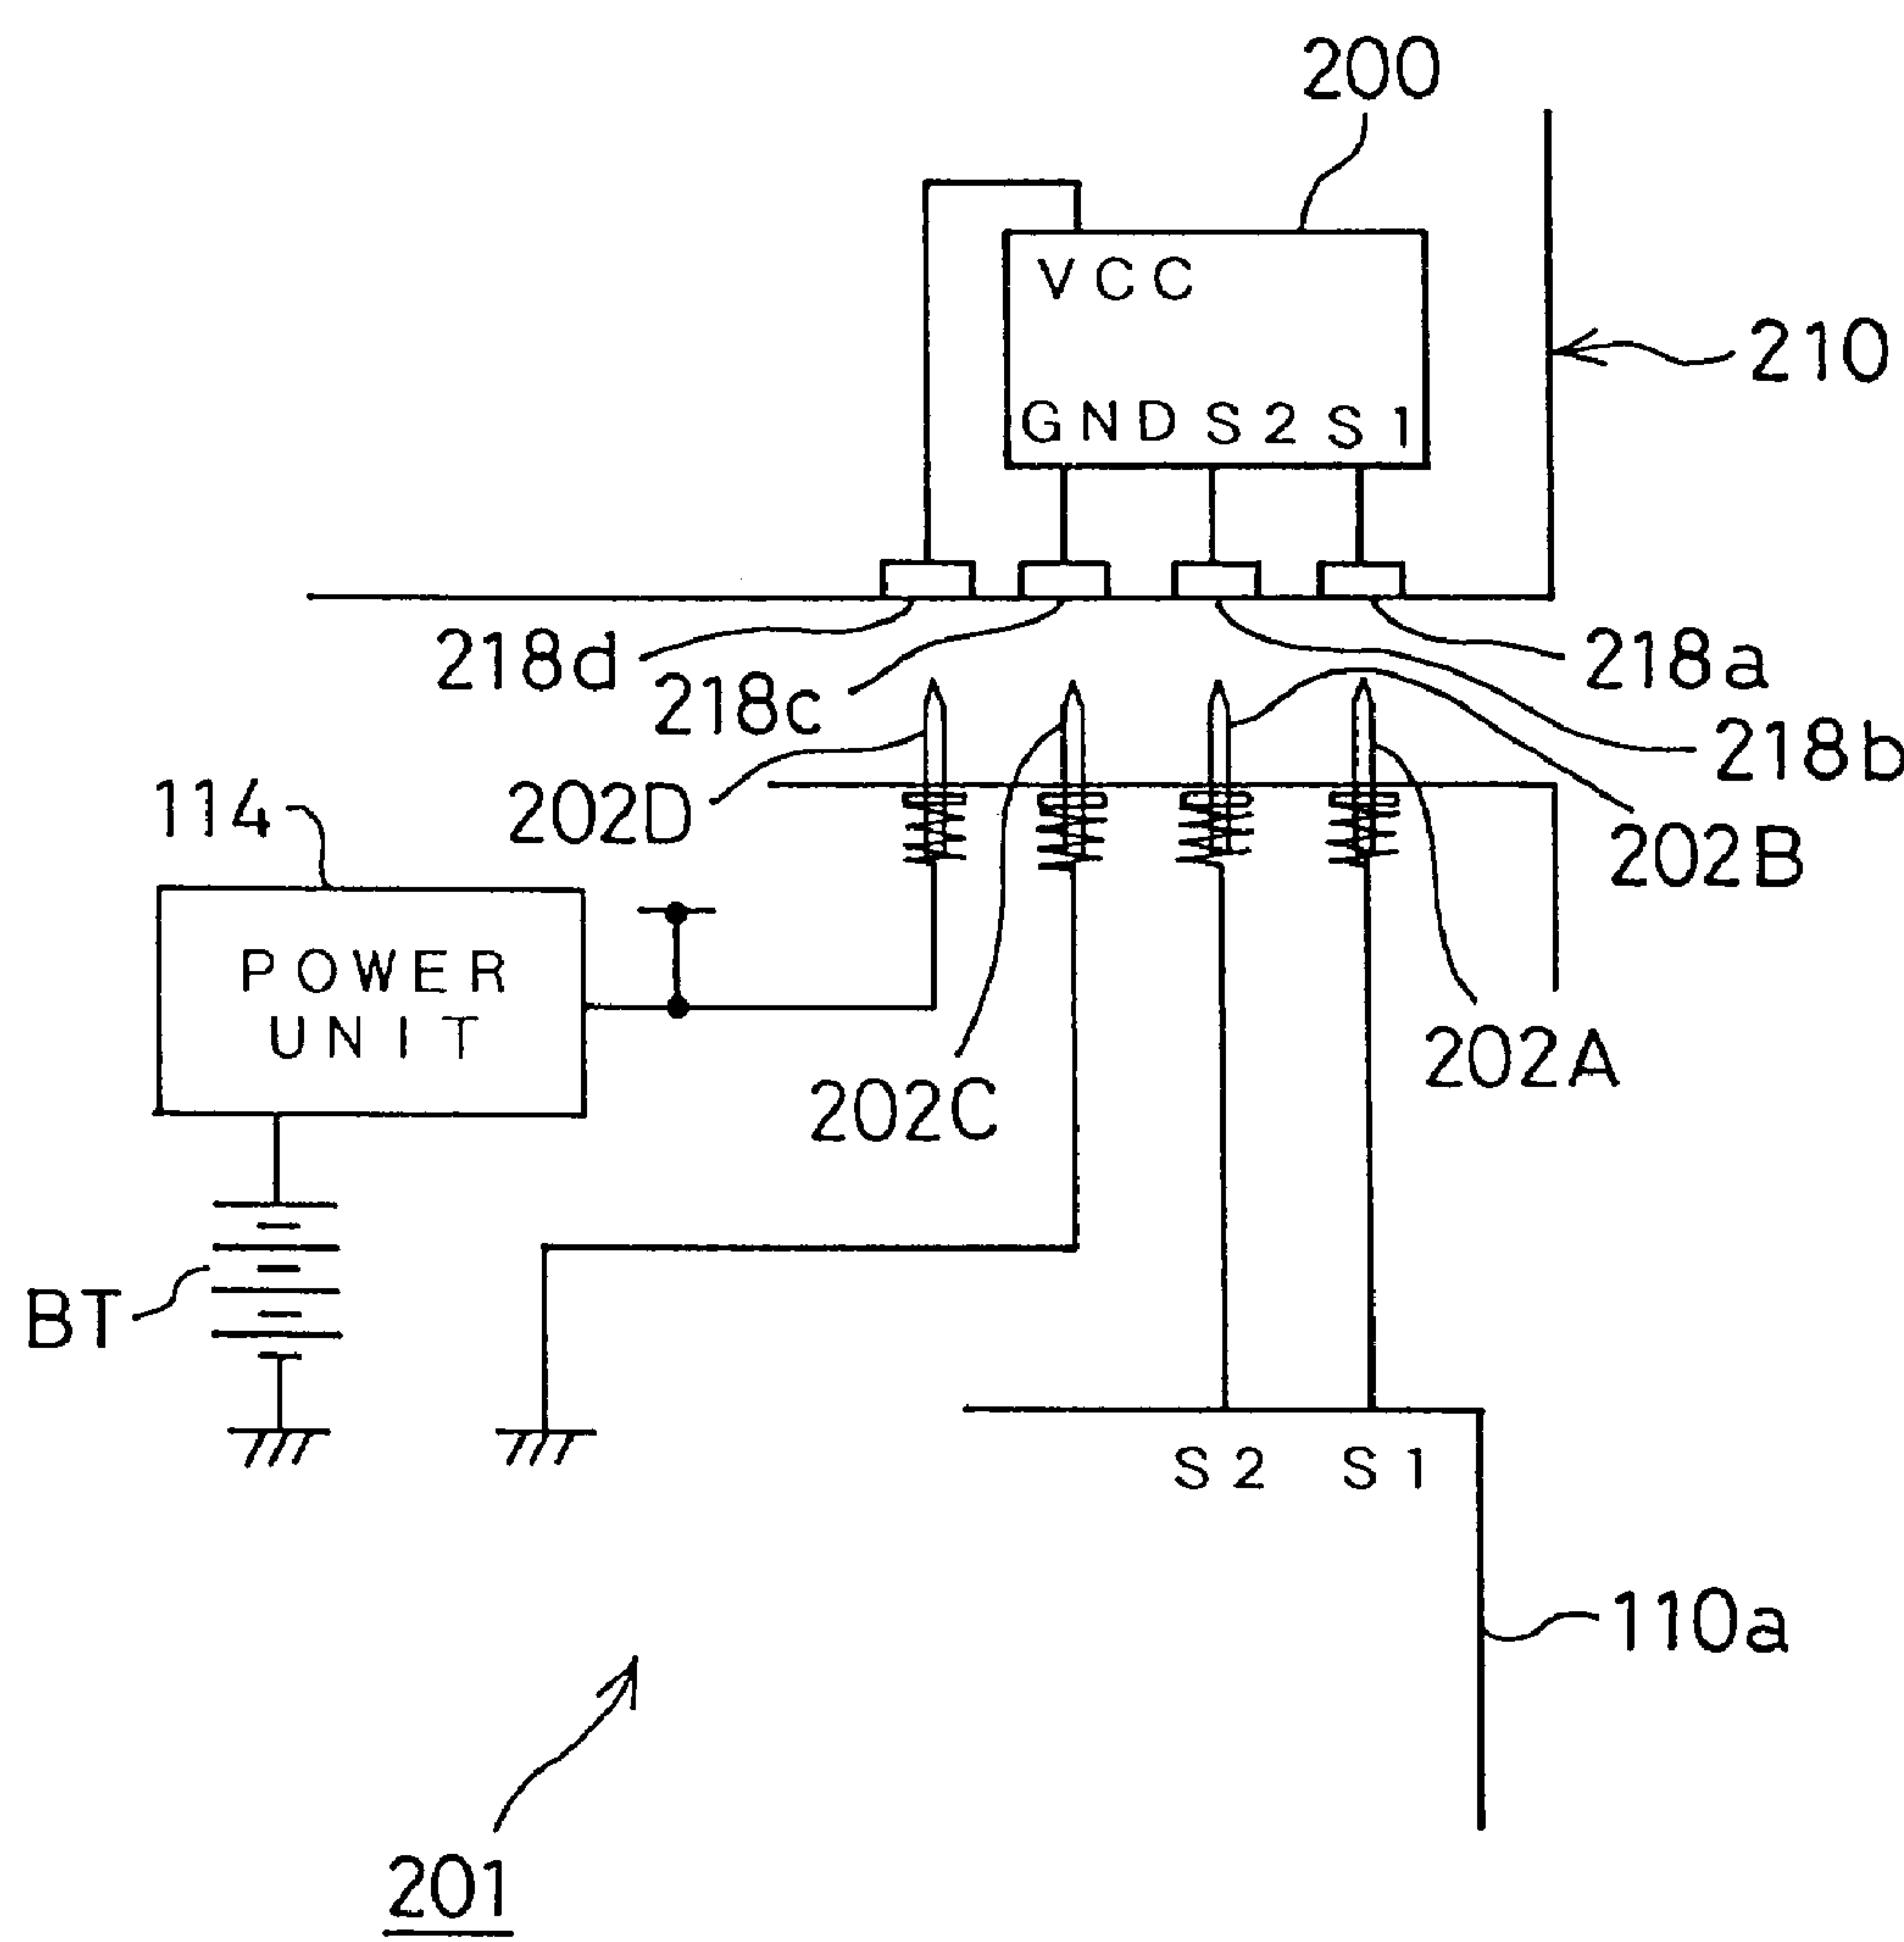 200
VCC
210
GND S2 S1
218d
218a
218c
218b
202D
114
202B
POWER
UNIT
202A
202C
BT
S2 S1
110a
201